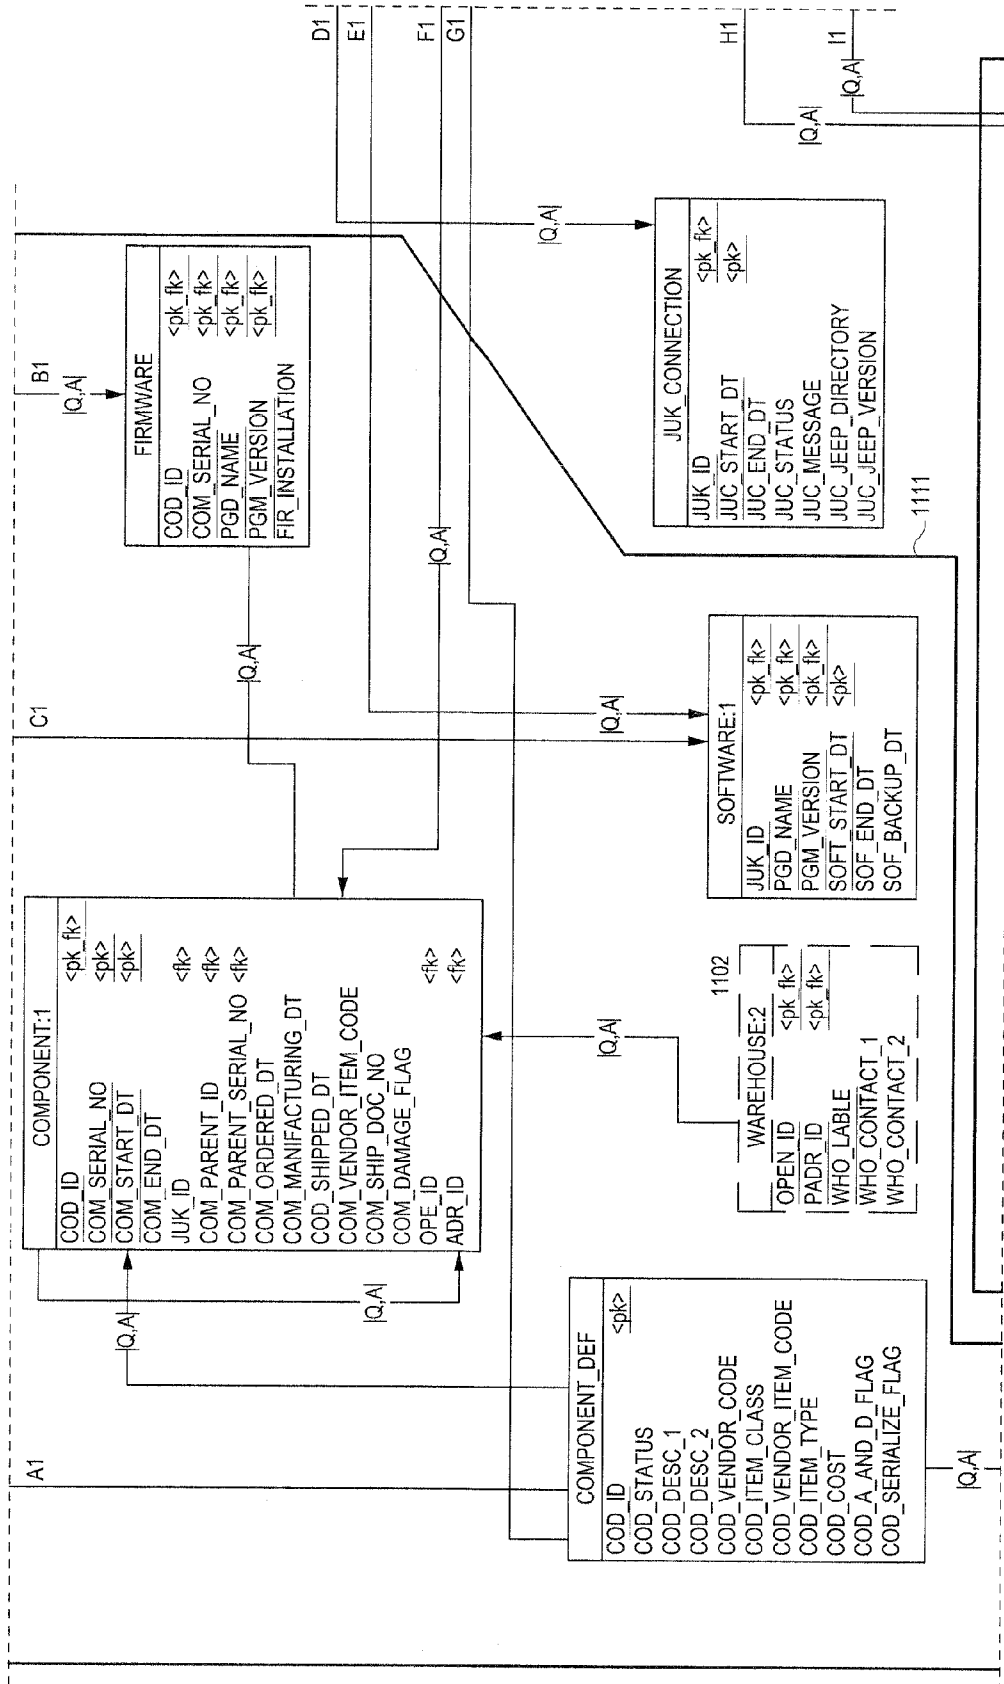 A1
C1
B1
|Q,A|
D1
E1
F1
G1
H1
I1
|Q,A|
|Q,A|
COMPONENT:1
COD_ID <pk_fk>
COM_SERIAL_NO <pk>
COM_START_DT <pk>
COM_END_DT
JUK_ID <fk>
COM_PARENT_ID <fk>
COM_PARENT_SERIAL_NO <fk>
COM_ORDERED_DT
COM_MANIFACTURING_DT
COD_SHIPPED_DT
COM_VENDOR_ITEM_CODE
COM_SHIP_DOC_NO
COM_DAMAGE_FLAG
OPE_ID <fk>
ADR_ID <fk>
|Q,A|
|Q,A|
|Q,A|
|Q,A|
FIRMWARE
COD_ID <pk_fk>
COM_SERIAL_NO <pk_fk>
PGD_NAME <pk_fk>
PGM_VERSION <pk_fk>
FIR_INSTALLATION
|Q,A|
COMPONENT_DEF
COD_ID <pk>
COD_STATUS
COD_DESC_1
COD_DESC_2
COD_VENDOR_CODE
COD_ITEM_CLASS
COD_VENDOR_ITEM_CODE
COD_ITEM_TYPE
COD_COST
COD_A_AND_D_FLAG
COD_SERIALIZE_FLAG
|Q,A|
|Q,A|
1102
WAREHOUSE:2
OPEN_ID <pk_fk>
PADR_ID <pk_fk>
WHO_LABLE
WHO_CONTACT_1
WHO_CONTACT_2
|Q,A|
SOFTWARE:1
JUK_ID <pk_fk>
PGD_NAME <pk_fk>
PGM_VERSION <pk_fk>
SOFT_START_DT <pk>
SOF_END_DT
SOF_BACKUP_DT
|Q,A|
JUK_CONNECTION
JUK_ID <pk_fk>
JUC_START_DT <pk>
JUC_END_DT
JUC_STATUS
JUC_MESSAGE
JUC_JEEP_DIRECTORY
JUC_JEEP_VERSION
1111